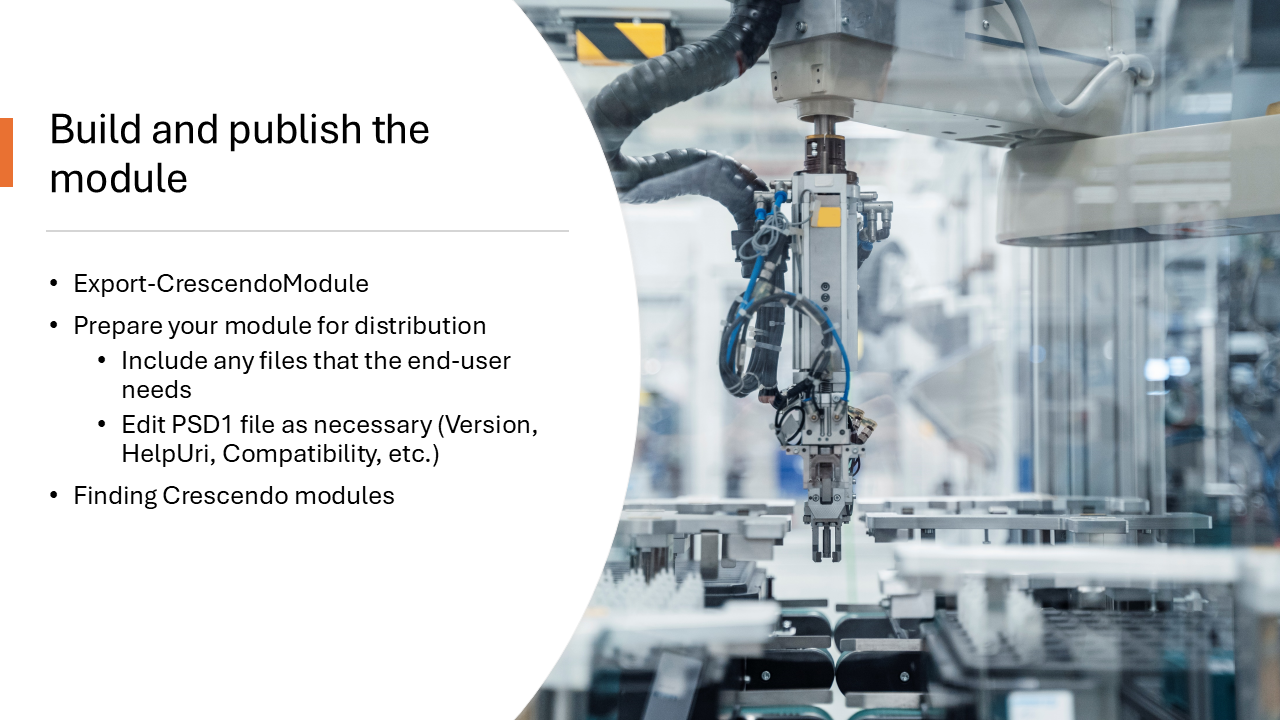 Build and publish the
module
• Export-CrescendoModule
• Prepare your module for distribution
• Include any files that the end-user
needs
• Edit PSD1 file as necessary (Version,
HelpUri, Compatibility, etc.)
• Finding Crescendo modules